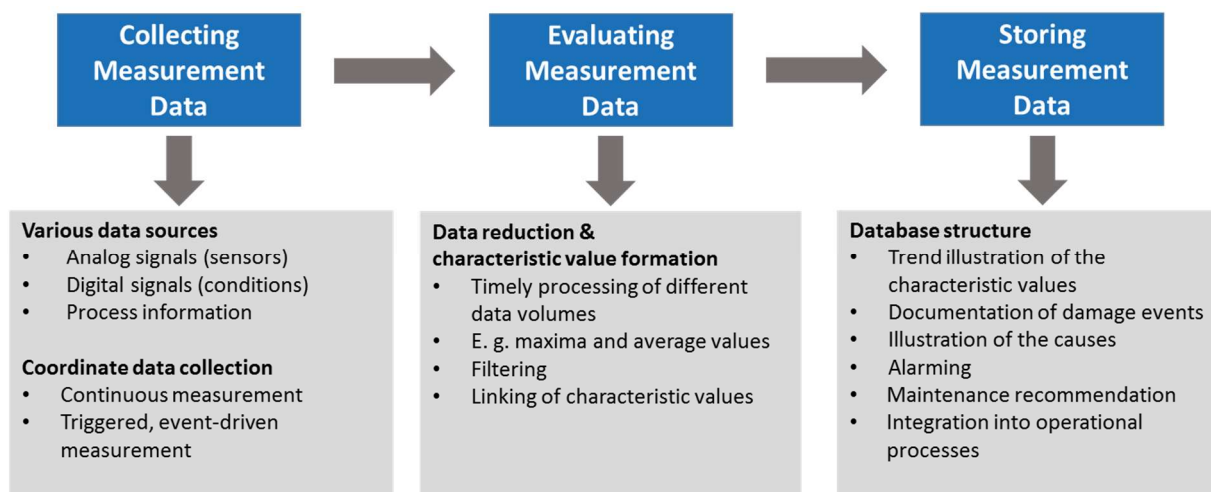 Collecting
Measurement
Data
Evaluating
Measurement
Data
Storing
Measurement
Data
Various data sources
• Analog signals (sensors)
• Digital signals (conditions)
• Process information
Coordinate data collection
• Continuous measurement
• Triggered, event-driven
measurement
Data reduction &
characteristic value formation
• Timely processing of different
data volumes
• E. g. maxima and average values
• Filtering
• Linking of characteristic values
Database structure
• Trend illustration of the
characteristic values
• Documentation of damage events
• Illustration of the causes
• Alarming
• Maintenance recommendation
• Integration into operational
processes